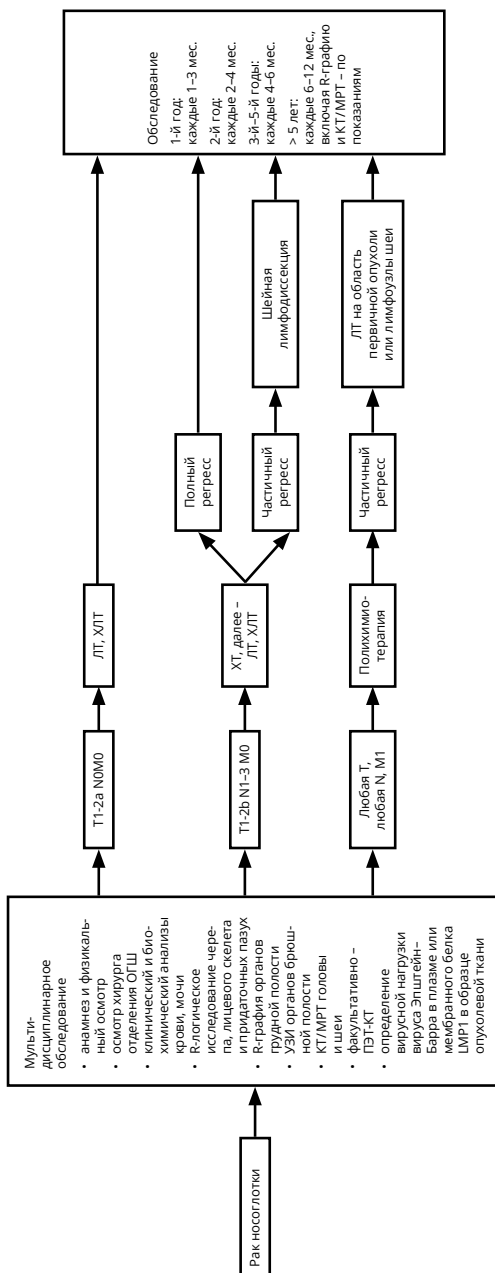 Рак носоглотки
Мульти-
дисциплинарное
обследование
• анамнез и физикаль-
ный осмотр
• осмотр хирурга
отделения ОГШ
• клинический и био-
химический анализы
крови, мочи
• R-логическое
исследование чере-
па, лицевого скелета
и придаточных пазух
• R-графия органов
грудной полости
• УЗИ органов брюш-
ной полости
• КТ/МРТ головы
и шеи
• факультативно –
ПЭТ-КТ
• определение
вирусной нагрузки
вируса Эпштейн–
Барра в плазме или
мембранного белка
LMP1 в образце
опухолевой ткани
T1-2a N0M0
ЛТ, ХЛТ
T1-2b N1–3 M0
ХТ, далее –
ЛТ, ХЛТ
Полный
регресс
Частичный
регресс
Шейная
лимфодиссекция
Любая T,
любая N, M1
Полихимио-
терапия
Частичный
регресс
ЛТ на область
первичной опухоли
или лимфоузлы шеи
Обследование
1-й год:
каждые 1–3 мес.
2-й год:
каждые 2–4 мес.
3-й–5-й годы:
каждые 4–6 мес.
> 5 лет:
каждые 6–12 мес.,
включая R-графию
и КТ/МРТ – по
показаниям